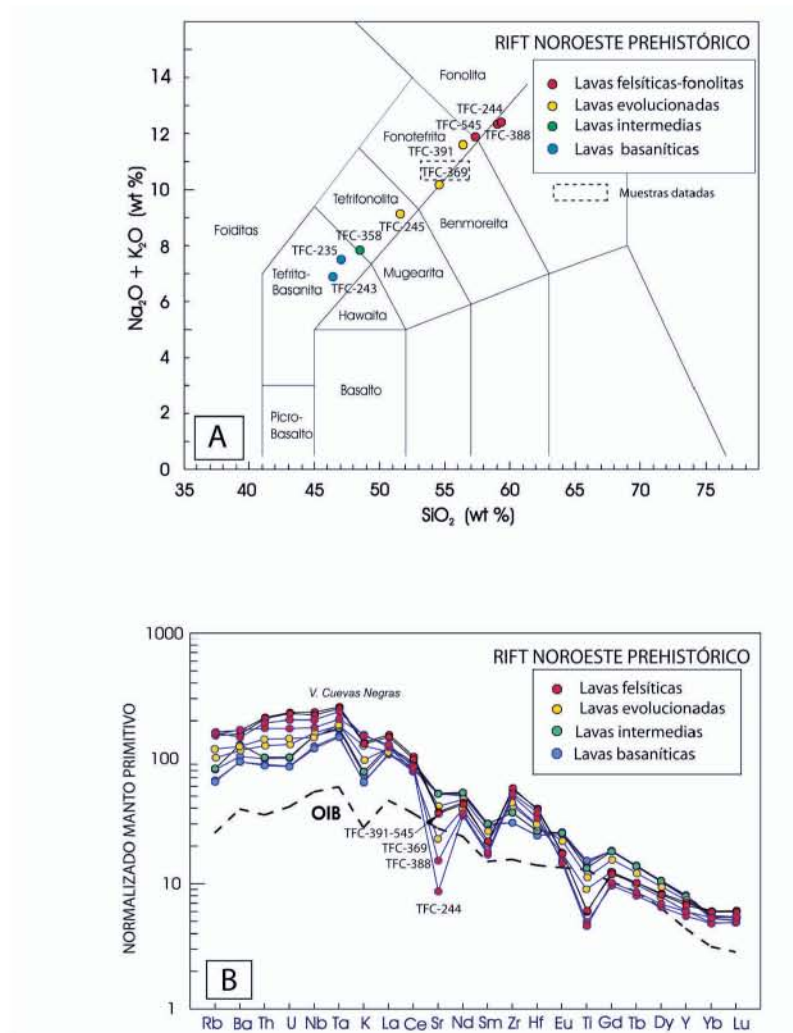 RIFT NOROESTE PREHISTÓRICO
Lavas felsíticas-fonolitas
Lavas evolucionadas
Lavas intermedias
Lavas basaníticas
Muestras datadas
Fonolita
TFC-244
TFC-545
TFC-388
Fonotefrita
TFC-391
TFC-369
Tefrifonolita
TFC-245
Benmoreita
Foiditas
TFC-358
TFC-235
Tefrita-
Basanita
TFC-243
Mugearita
Hawaita
Basalto
Picro-
Basalto
A
Na2O + K2O (wt %)
14
12
10
8
6
4
2
0
35 40 45 50 55 60 65 70 75
SiO2 (wt %)
RIFT NOROESTE PREHISTÓRICO
Lavas felsíticas
Lavas evolucionadas
Lavas intermedias
Lavas basaníticas
V. Cuevas Negras
OIB
TFC-391-545
TFC-369
TFC-388
TFC-244
B
NORMALIZADO MANTO PRIMITIVO
1000
100
10
1
Rb Ba Th U Nb Ta K La Ce Sr Nd Sm Zr Hf Eu Ti Gd Tb Dy Y Yb Lu